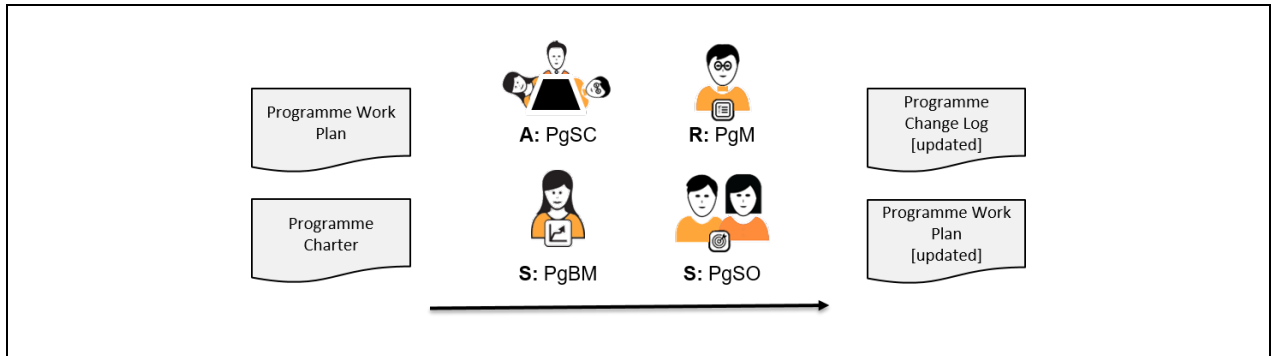 Programme Work
Plan
Programme
Charter
A: PgSC
R: PgM
S: PgBM
S: PgSO
Programme
Change Log
[updated]
Programme Work
Plan
[updated]